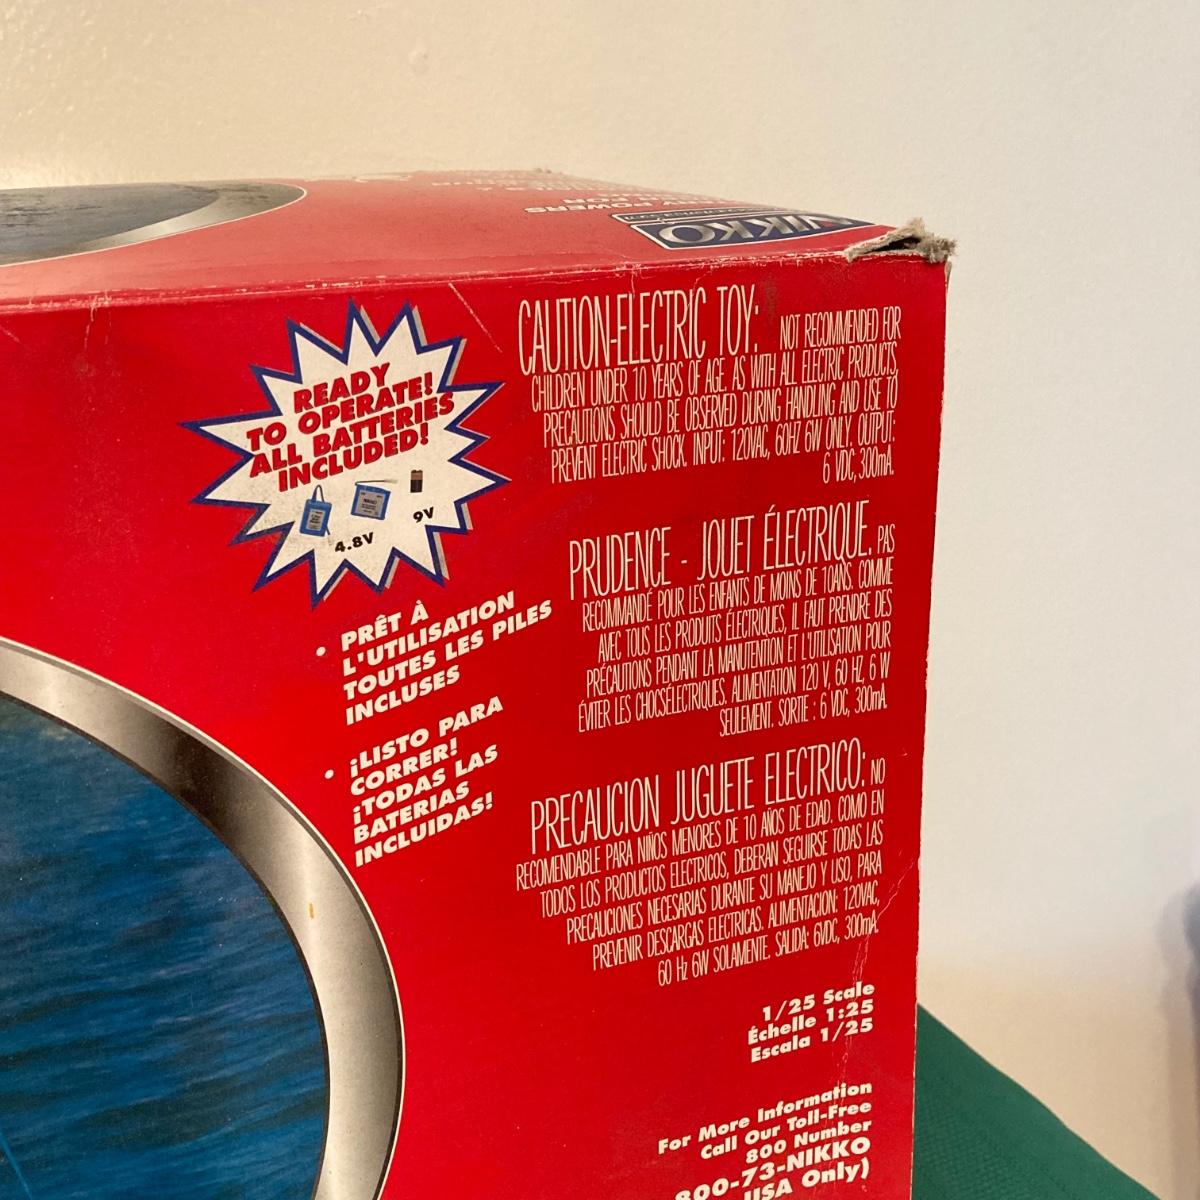 NIKKO
READY
TO OPERATE!
ALL BATTERIES
INCLUDED!
4.8V
9V
• PRÊT À
L'UTILISATION
TOUTES LES PILES
INCLUSES
• ¡LISTO PARA
CORRER!
¡TODAS LAS
BATERIAS
INCLUIDAS!
CAUTION-ELECTRIC TOY: NOT RECOMMENDED FOR
CHILDREN UNDER 10 YEARS OF AGE. AS WITH ALL ELECTRIC PRODUCTS,
PRECAUTIONS SHOULD BE OBSERVED DURING HANDLING AND USE TO
PREVENT ELECTRIC SHOCK. INPUT: 120VAC, 60HZ 6W ONLY. OUTPUT:
6 VDC, 300mA.
PRUDENCE - JOUET ÉLECTRIQUE. PAS
RECOMMANDÉ POUR LES ENFANTS DE MOINS DE 10ANS. COMME
AVEC TOUS LES PRODUITS ÉLECTRIQUES, IL FAUT PRENDRE DES
PRÉCAUTIONS PENDANT LA MANUTENTION ET L'UTILISATION POUR
ÉVITER LES CHOCSÉLECTRIQUES. ALIMENTATION 120 V, 60 HZ, 6 W
SEULEMENT. SORTIE : 6 VDC, 300mA.
PRECAUCION JUGUETE ELECTRICO: NO
RECOMENDABLE PARA NIÑOS MENORES DE 10 AÑOS DE EDAD. COMO EN
TODOS LOS PRODUCTOS ELECTRICOS, DEBERAN SEGUIRSE TODAS LAS
PRECAUCIONES NECESARIAS DURANTE SU MANEJO Y USO, PARA
PREVENIR DESCARGAS ELECTRICAS. ALIMENTACION: 120VAC,
60 Hz 6W SOLAMENTE. SALIDA: 6VDC, 300mA.
1/25 Scale
Échelle 1:25
Escala 1/25
For More Information
Call Our Toll-Free
800 Number
800-73-NIKKO
USA Only)